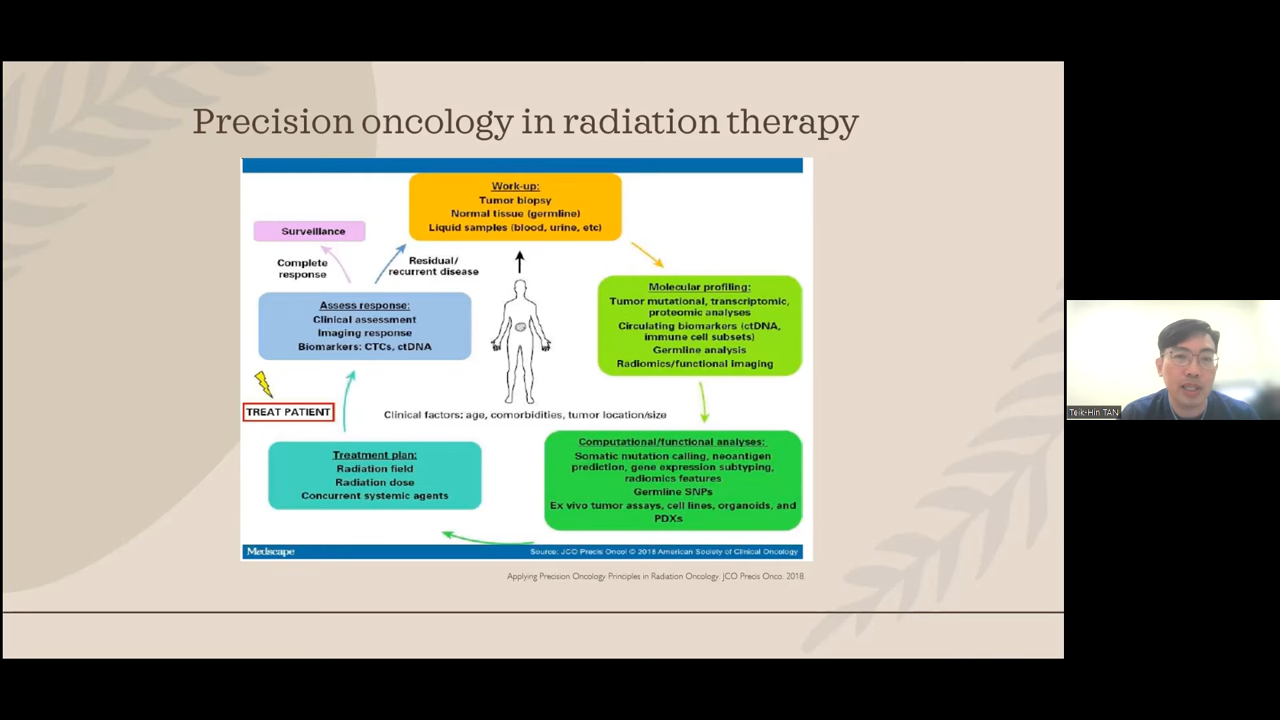 Precision oncology in radiation therapy
Work-up:
Tumor biopsy
Normal tissue (germline)
Liquid samples (blood, urine, etc)
Surveillance
Complete
response
Residual/
recurrent disease
Molecular profiling:
Tumor mutational, transcriptomic,
proteomic analyses
Circulating biomarkers (ctDNA,
immune cell subsets)
Germline analysis
Radiomics/functional imaging
Assess response:
Clinical assessment
Imaging response
Biomarkers: CTCs, ctDNA
TREAT PATIENT
Clinical factors: age, comorbidities, tumor location/size
Computational/functional analyses:
Somatic mutation calling, neoantigen
prediction, gene expression subtyping,
radiomics features
Germline SNPs
Ex vivo tumor assays, cell lines, organoids, and
PDXs
Treatment plan:
Radiation field
Radiation dose
Concurrent systemic agents
Medscape
Source: JCO Precis Oncol © 2018 American Society of Clinical Oncology
Applying Precision Oncology Principles in Radiation Oncology. JCO Precis Onco. 2018.
Teik-Hin TAN